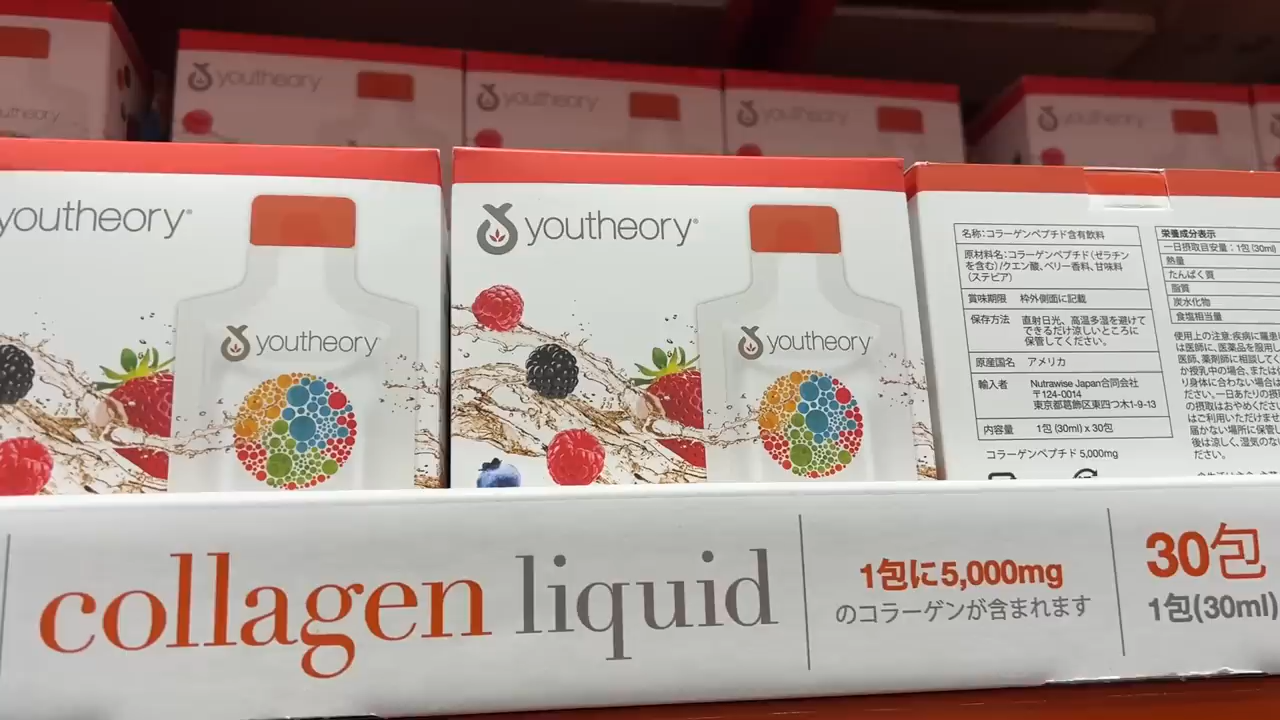 youtheory
youtheory
youtheory
youtheory
youtheory®
youtheory
youtheory®
youtheory
名称:コラーゲンペプチド含有飲料
原材料名:コラーゲンペプチド(ゼラチン
を含む)/クエン酸、ベリー香料、甘味料
(ステビア)
賞味期限 枠外側面に記載
保存方法 直射日光、高温多湿を避けて
できるだけ涼しいところに
保管してください。
原産国名 アメリカ
輸入者 Nutrawise Japan合同会社
〒124-0014
東京都葛飾区東四つ木1-9-13
内容量 1包 (30ml) x 30包
コラーゲンペプチド 5,000mg
栄養成分表示
一日摂取目安量:1包 (30ml)
熱量
たんぱく質
脂質
炭水化物
食塩相当量
使用上の注意:疾病に罹患
は医師に、医薬品を服用し
医師、薬剤師に相談してく
か授乳中の場合、または
り身体に合わない場合は
ださい。一日あたりの摂
の摂取はおやめくださ
はご利用いただけませ
届かない場所に保管し
後は涼しく、湿気のな
ださい。
collagen liquid
1包に5,000mg
のコラーゲンが含まれます
30包
1包(30ml)